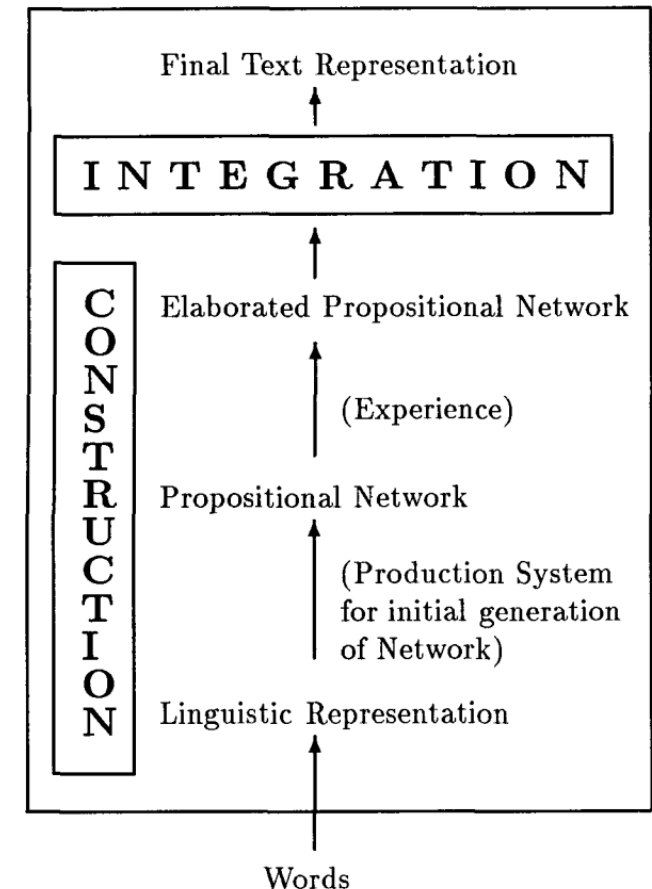 Final Text Representation
I N T E G R A T I O N
C O N S T R U C T I O N
Elaborated Propositional Network
(Experience)
Propositional Network
(Production System
for initial generation
of Network)
Linguistic Representation
Words